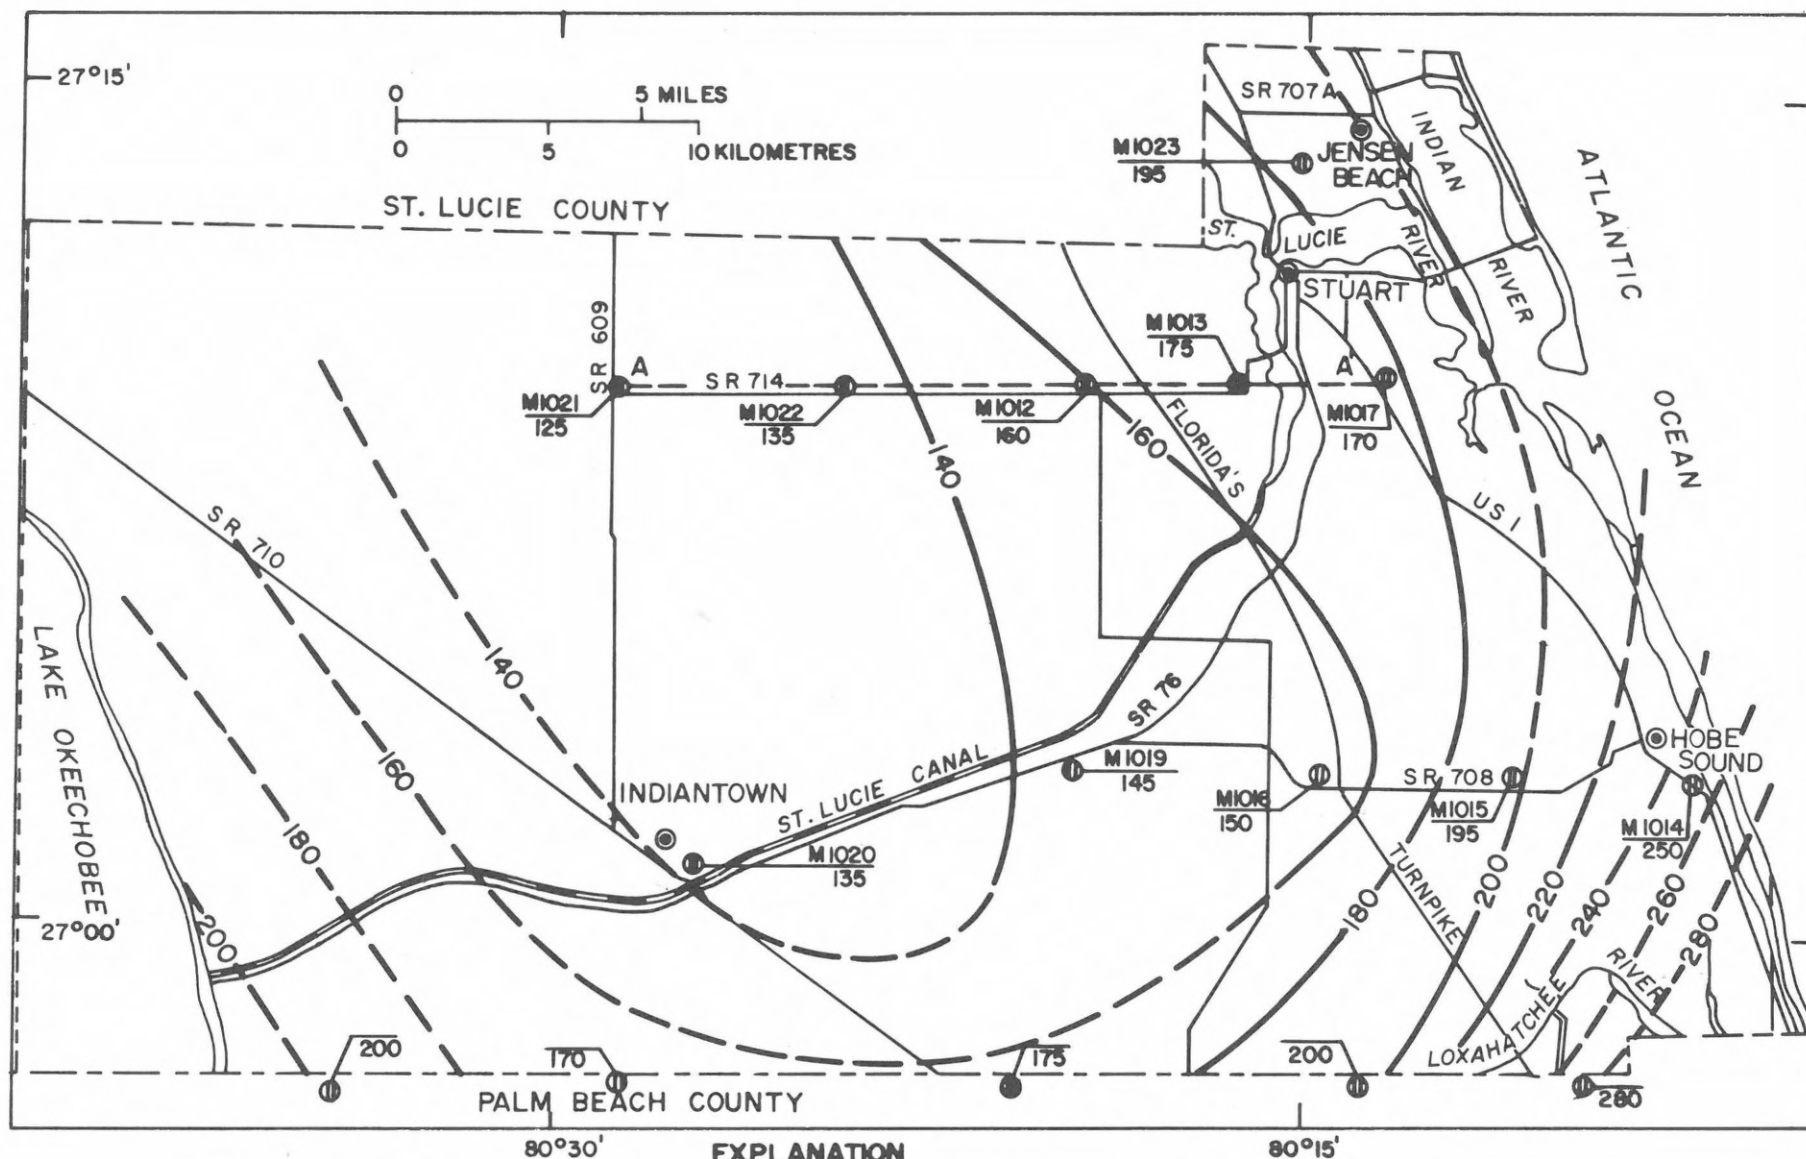 27°15'
0 5 MILES
0 5 10 KILOMETRES
SR 707A
INDIAN
RIVER
ATLANTIC
OCEAN
M1023
195
JENSEN
BEACH
ST. LUCIE COUNTY
ST.
LUCIE
RIVER
STUART
SR 609
M1013
175
A
SR 714
A'
M1021
125
M1022
135
M1012
160
M1017
170
FLORIDA'S
TURNPIKE
140
160
US 1
SR 710
LAKE OKEECHOBEE
140
160
180
200
SR 76
ST. LUCIE CANAL
INDIANTOWN
M1020
135
M1019
145
M1016
150
SR 708
M1015
195
HOBE
SOUND
M1014
250
27°00'
180
200
220
240
260
280
LOXAHATCHEE
RIVER
200
170
175
200
280
PALM BEACH COUNTY
80°30'
80°15'
EXPLANATION